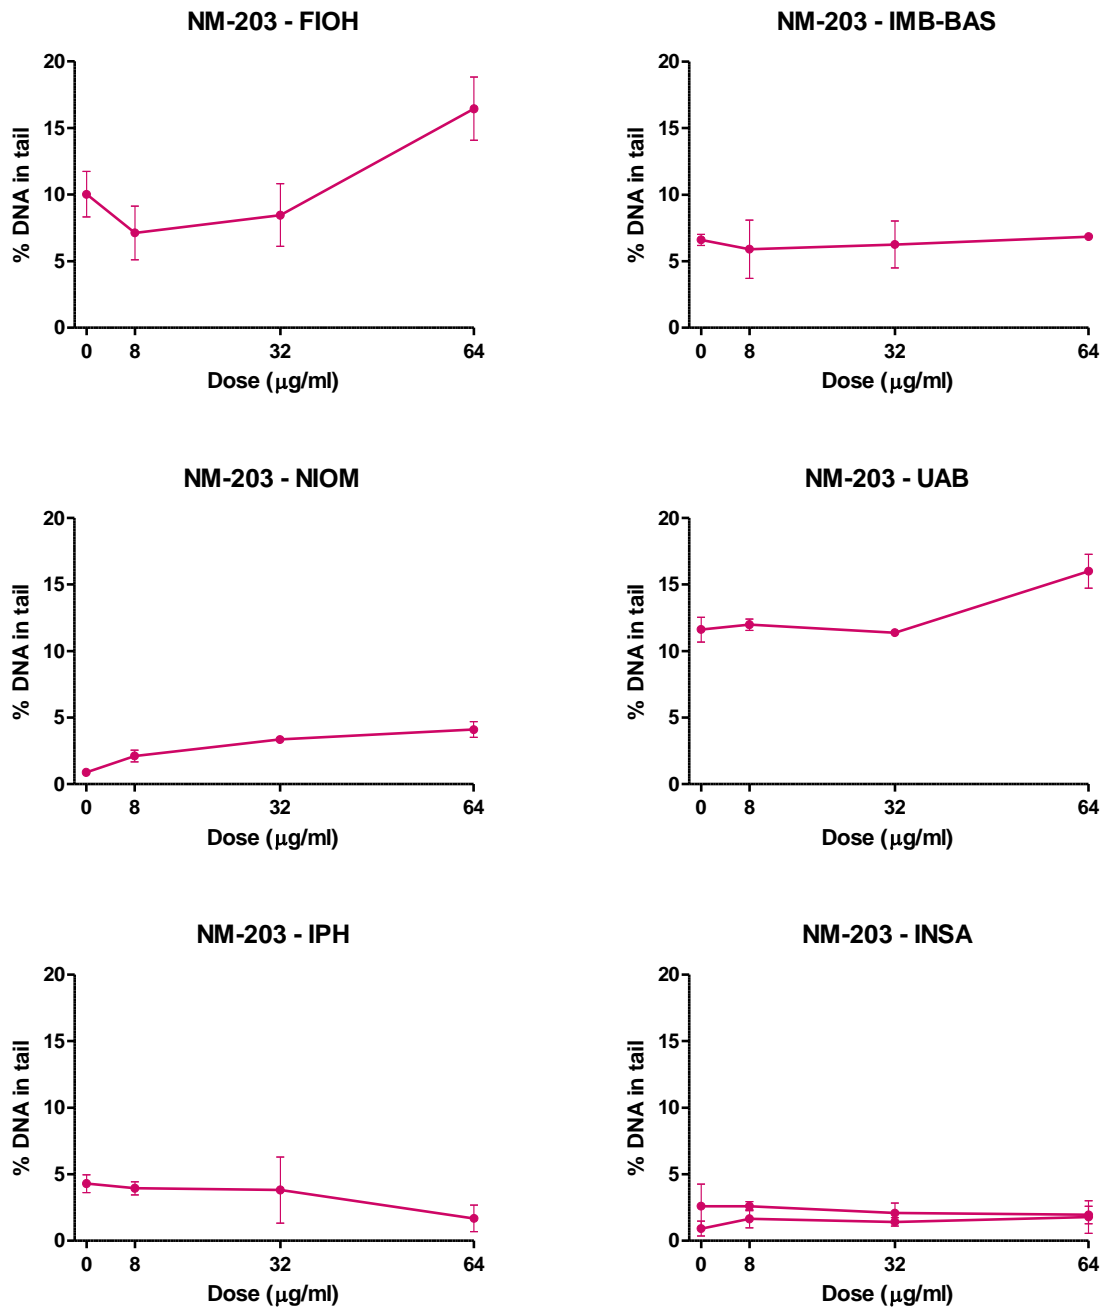 NM-203 - FIOH
20
15
10
5
0
% DNA in tail
0 8 32 64
Dose (μg/ml)
NM-203 - IMB-BAS
20
15
10
5
0
% DNA in tail
0 8 32 64
Dose (μg/ml)
NM-203 - NIOM
20
15
10
5
0
% DNA in tail
0 8 32 64
Dose (μg/ml)
NM-203 - UAB
20
15
10
5
0
% DNA in tail
0 8 32 64
Dose (μg/ml)
NM-203 - IPH
20
15
10
5
0
% DNA in tail
0 8 32 64
Dose (μg/ml)
NM-203 - INSA
20
15
10
5
0
% DNA in tail
0 8 32 64
Dose (μg/ml)